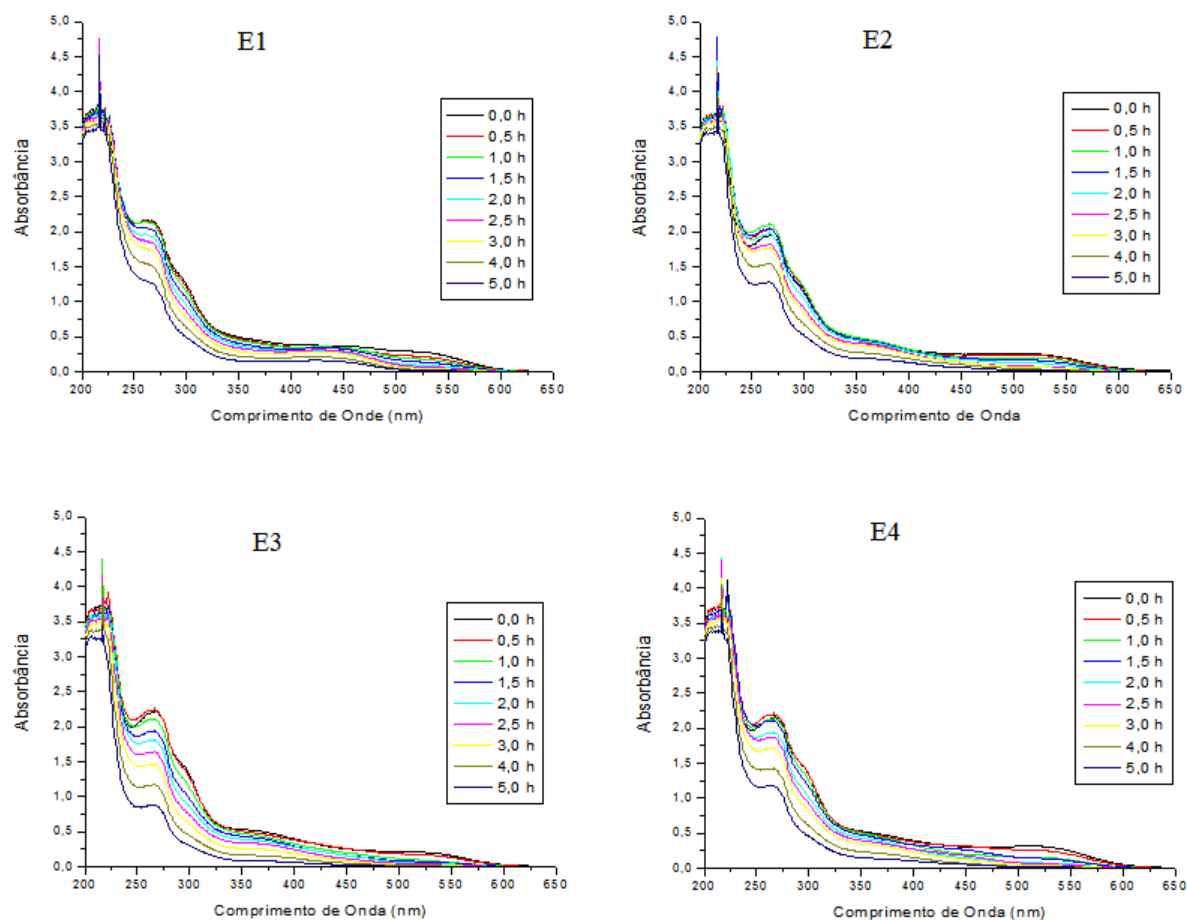 E1
Absorbância
5,0
4,5
4,0
3,5
3,0
2,5
2,0
1,5
1,0
0,5
0,0
0,0 h
0,5 h
1,0 h
1,5 h
2,0 h
2,5 h
3,0 h
4,0 h
5,0 h
200 250 300 350 400 450 500 550 600 650
Comprimento de Onde (nm)
E2
Absorbância
5,0
4,5
4,0
3,5
3,0
2,5
2,0
1,5
1,0
0,5
0,0
0,0 h
0,5 h
1,0 h
1,5 h
2,0 h
2,5 h
3,0 h
4,0 h
5,0 h
200 250 300 350 400 450 500 550 600 650
Comprimento de Onda
E3
Absorbância
5,0
4,5
4,0
3,5
3,0
2,5
2,0
1,5
1,0
0,5
0,0
0,0 h
0,5 h
1,0 h
1,5 h
2,0 h
2,5 h
3,0 h
4,0 h
5,0 h
200 250 300 350 400 450 500 550 600 650
Comprimento de Onda (nm)
E4
Absorbância
5,0
4,5
4,0
3,5
3,0
2,5
2,0
1,5
1,0
0,5
0,0
0,0 h
0,5 h
1,0 h
1,5 h
2,0 h
2,5 h
3,0 h
4,0 h
5,0 h
200 250 300 350 400 450 500 550 600 650
Comprimento de Onda (nm)